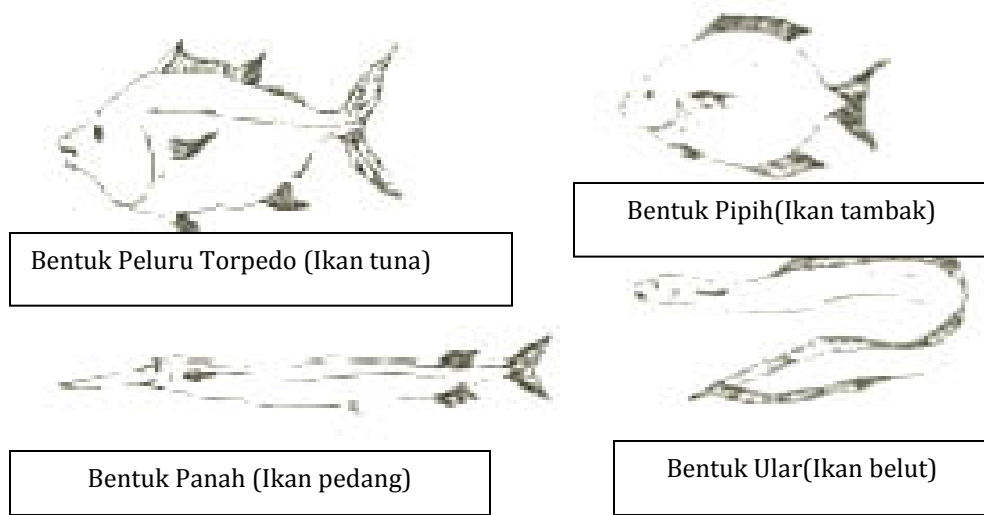 Bentuk Peluru Torpedo (Ikan tuna)
Bentuk Pipih(Ikan tambak)
Bentuk Panah (Ikan pedang)
Bentuk Ular(Ikan belut)